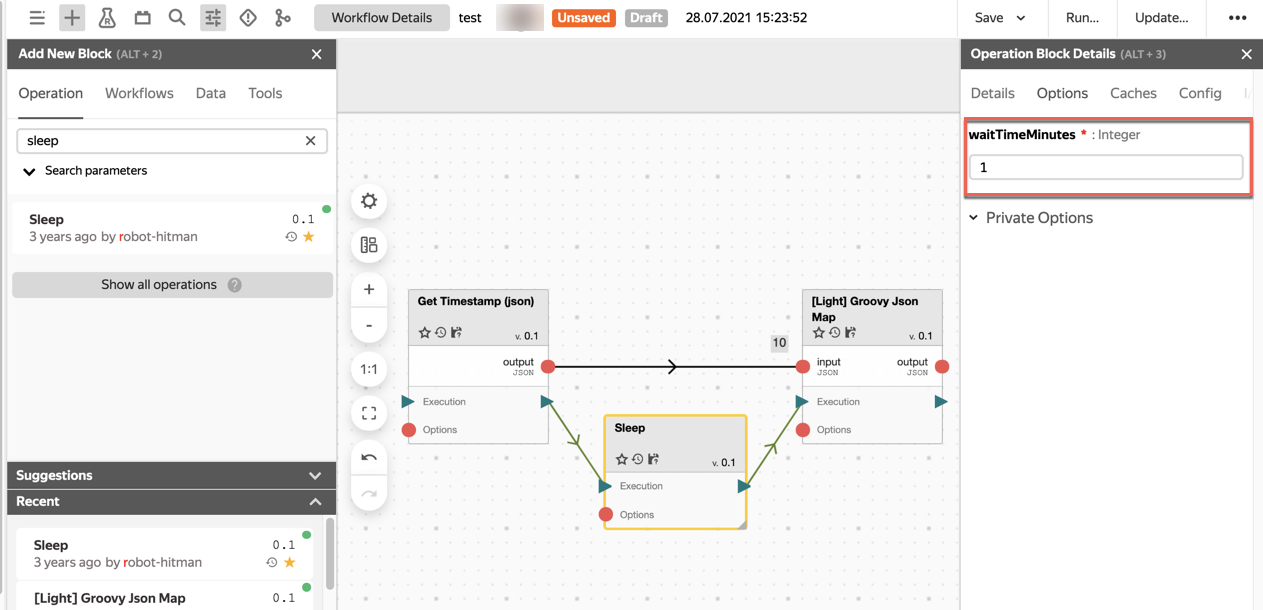 Workflow Details
test
Unsaved
Draft
28.07.2021 15:23:52
Save
Run...
Update...
Add New Block (ALT + 2)
Operation
Workflows
Data
Tools
sleep
Search parameters
Sleep
0.1
3 years ago by robot-hitman
Show all operations
?
Suggestions
Recent
Sleep
0.1
3 years ago by robot-hitman
[Light] Groovy Json Map
0.1
+
-
1:1
Get Timestamp (json)
v. 0.1
output
JSON
Execution
Options
Sleep
v. 0.1
Execution
Options
10
[Light] Groovy Json
Map
v. 0.1
input
JSON
output
JSON
Execution
Options
Operation Block Details (ALT + 3)
Details
Options
Caches
Config
waitTimeMinutes * : Integer
1
Private Options